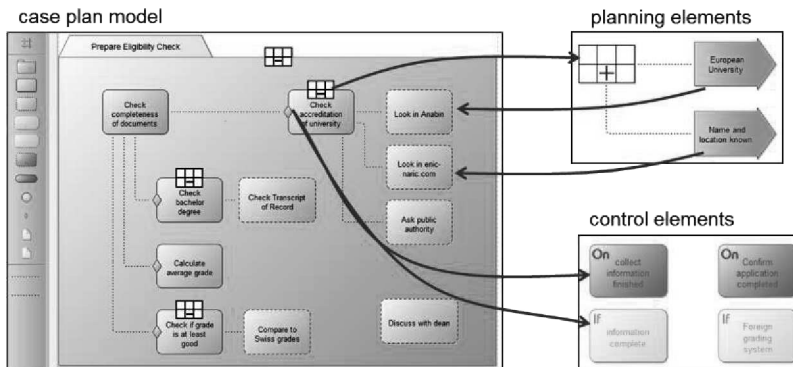 case plan model
Prepare Eligibility Check
Check
completeness
of documents
Check
accreditation
of university
Look in Anabin
Look in enic-
naric.com
Ask public
authority
Check
bachelor
degree
Check Transcript
of Record
Calculate
average grade
Check if grade
is at least
good
Compare to
Swiss grades
Discuss with dean
planning elements
European
University
Name and
location known
control elements
On
collect
information
finished
On
Confirm
application
completed
If
information
complete
If
Foreign
grading
system